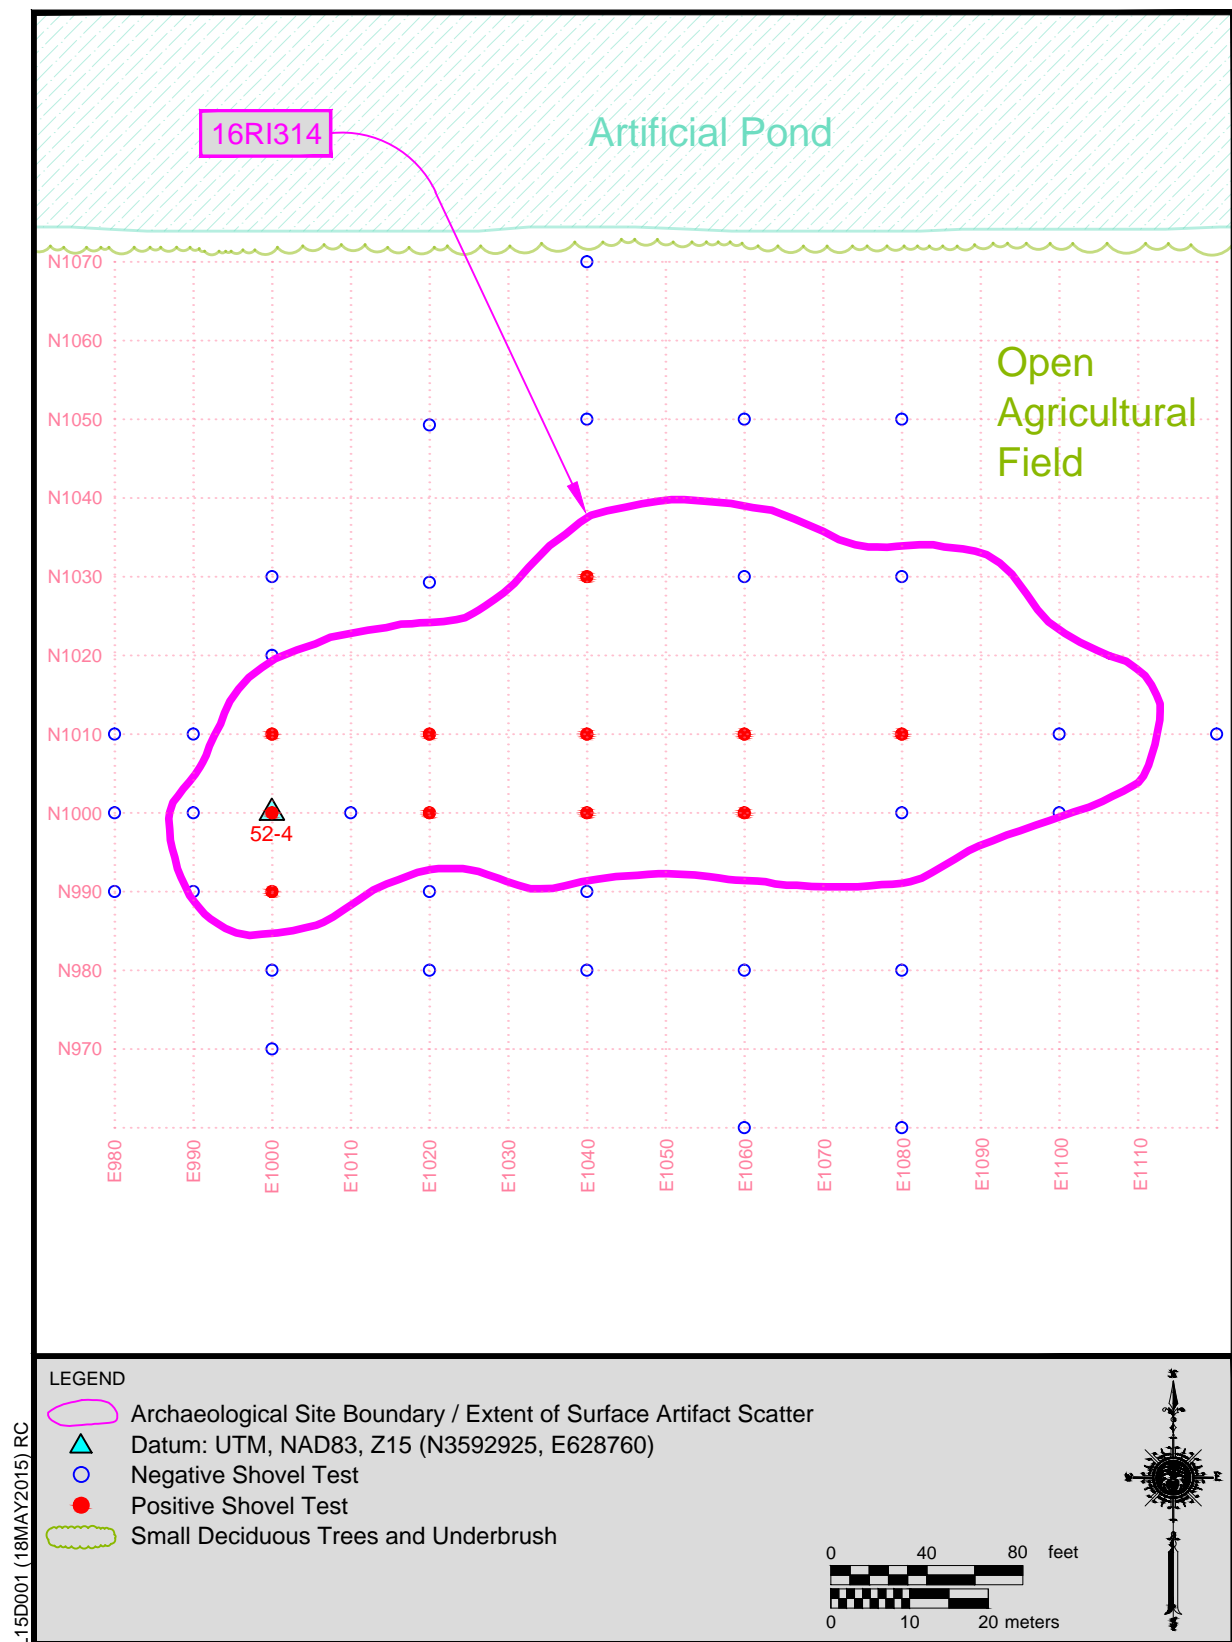 16RI314
Artificial Pond
N1070
N1060
Open
Agricultural
Field
N1050
N1040
N1030
N1020
N1010
N1000
52-4
N990
N980
N970
E980
E990
E1000
E1010
E1020
E1030
E1040
E1050
E1060
E1070
E1080
E1090
E1100
E1110
LEGEND
Archaeological Site Boundary / Extent of Surface Artifact Scatter
Datum: UTM, NAD83, Z15 (N3592925, E628760)
Negative Shovel Test
Positive Shovel Test
Small Deciduous Trees and Underbrush
0 40 80 feet
0 10 20 meters
15D001 (18MAY2015) RC